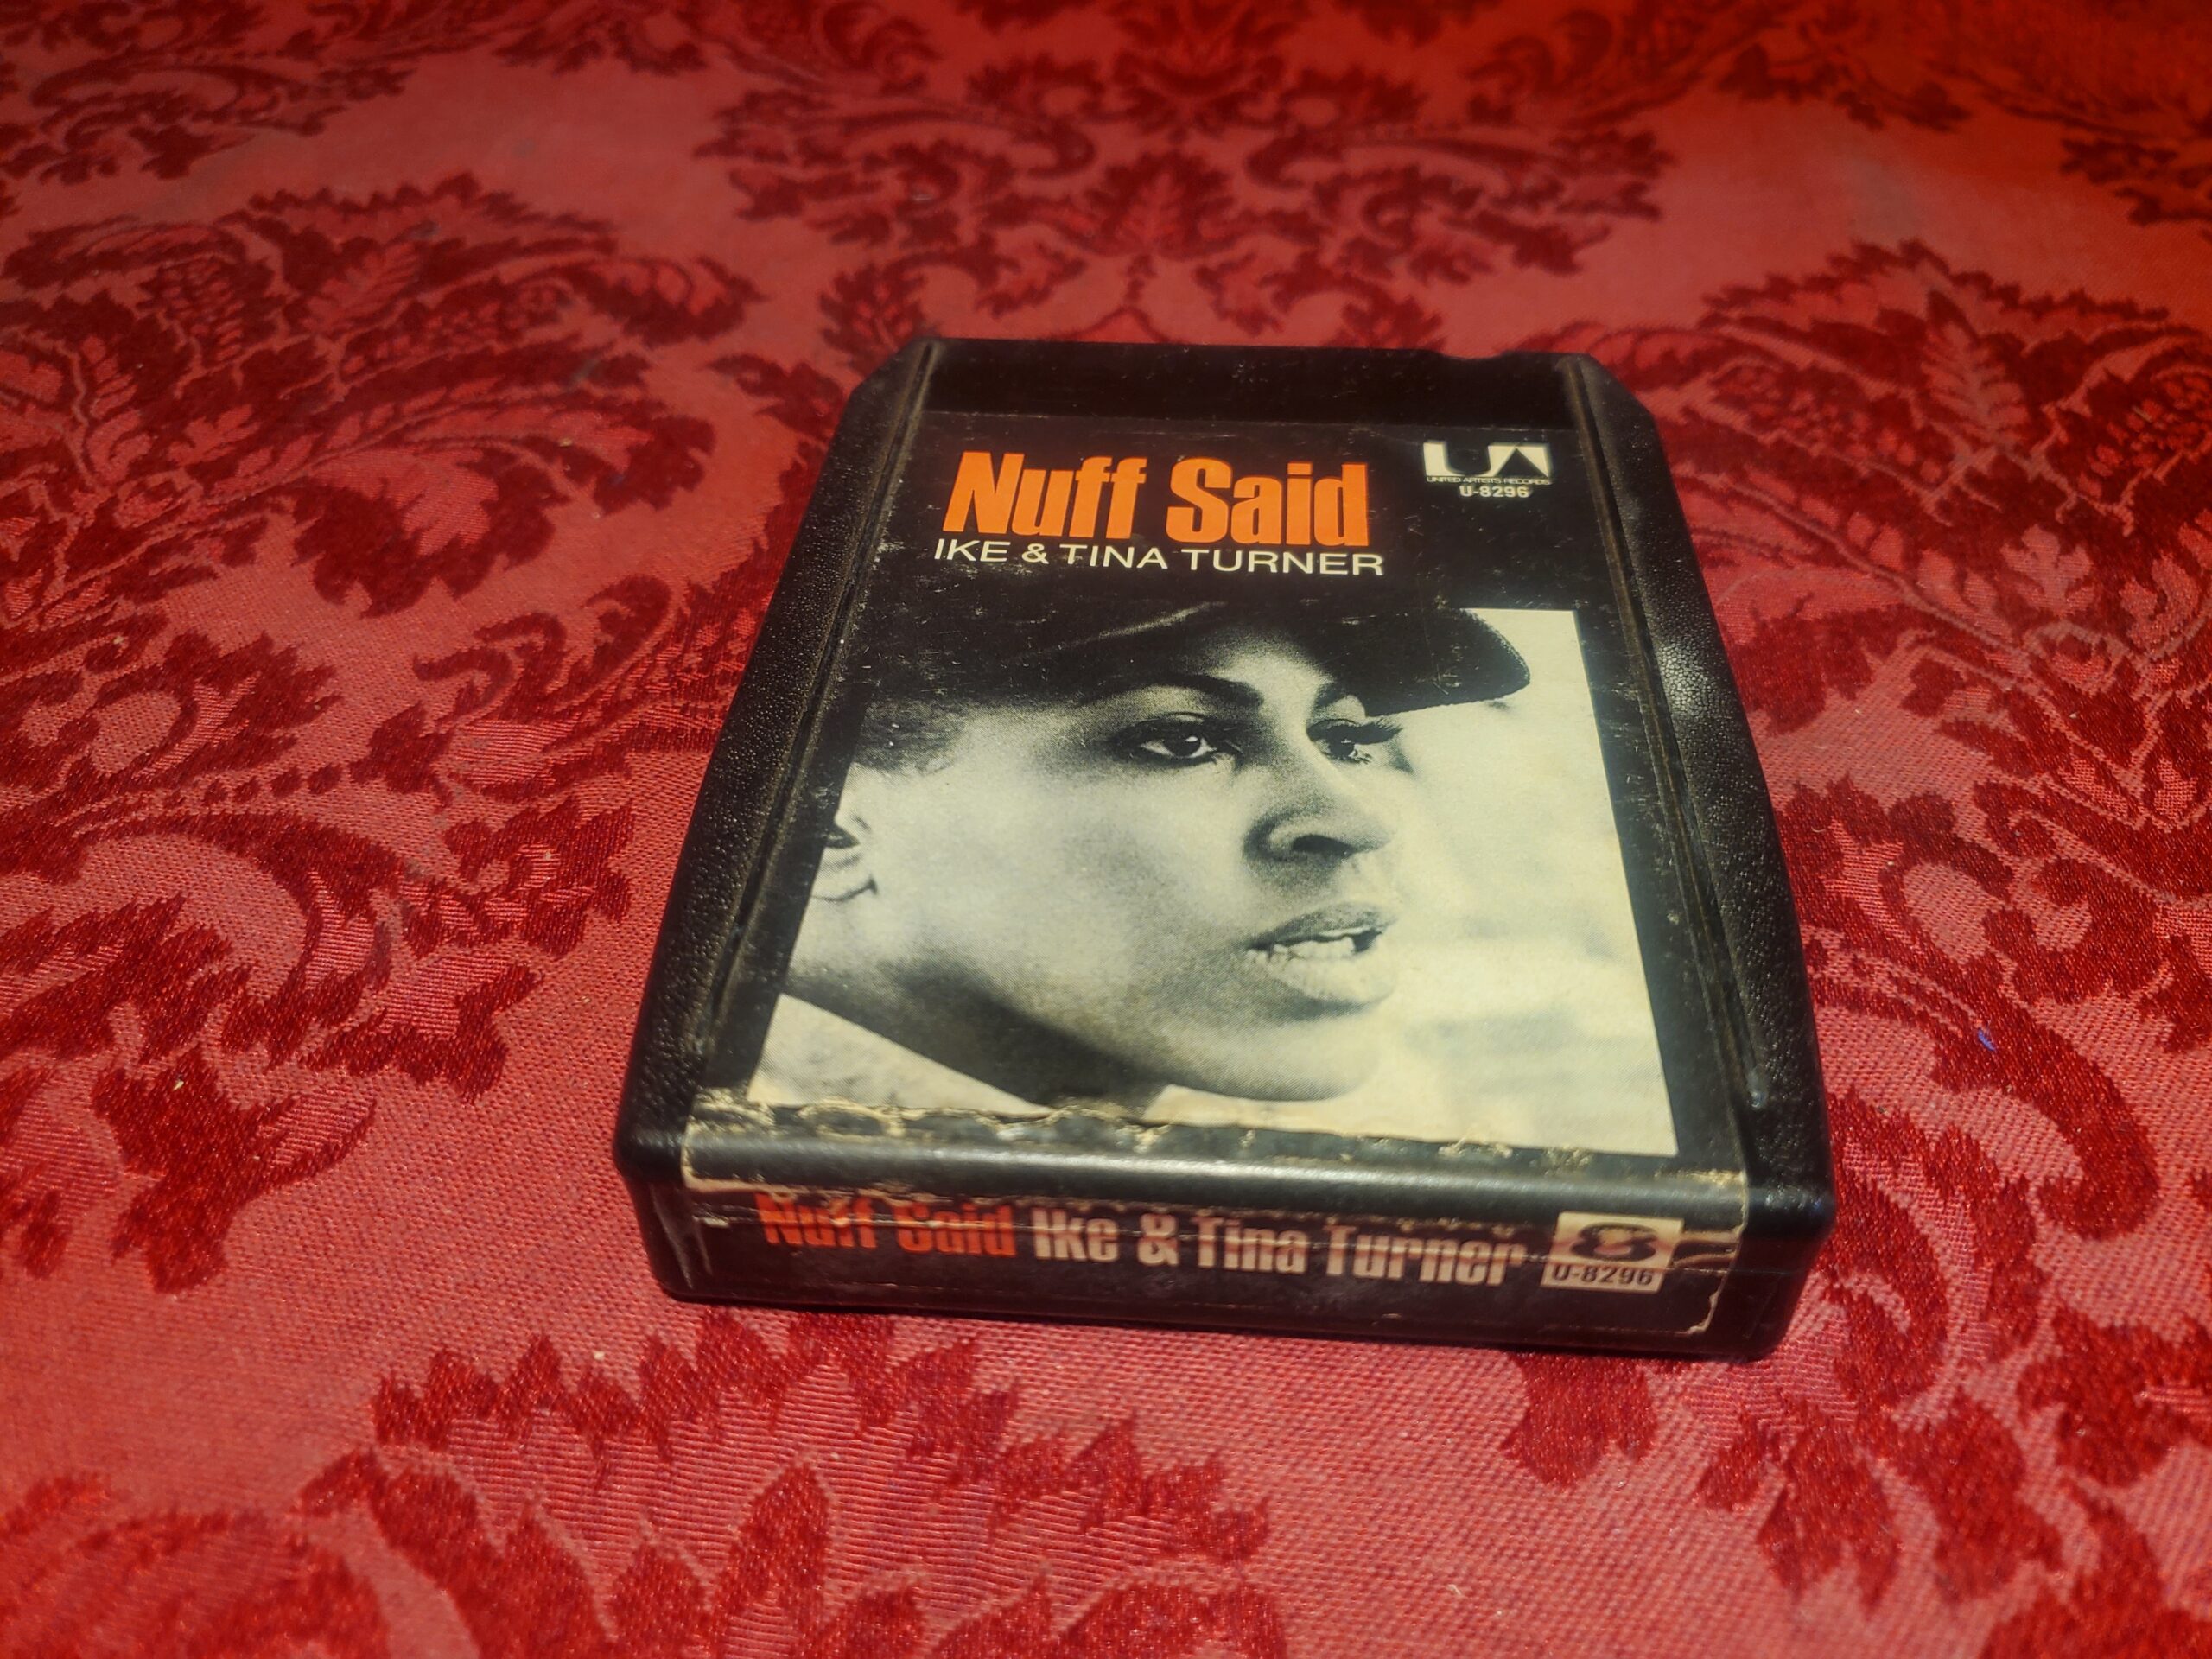 Nuff Said
IKE & TINA TURNER
UA
UNITED ARTISTS RECORDS
U-8296
Nuff Said Ike & Tina Turner
8
U-8296